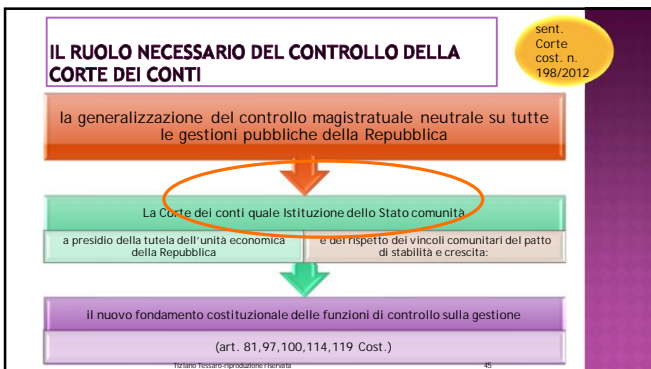 IL RUOLO NECESSARIO DEL CONTROLLO DELLA
CORTE DEI CONTI
sent.
Corte
cost. n.
198/2012
la generalizzazione del controllo magistratuale neutrale su tutte
le gestioni pubbliche della Repubblica
La Corte dei conti quale Istituzione dello Stato comunità
a presidio della tutela dell'unità economica
della Repubblica
e del rispetto dei vincoli comunitari del patto
di stabilità e crescita:
il nuovo fondamento costituzionale delle funzioni di controllo sulla gestione
(art. 81,97,100,114,119 Cost.)
Tiziano Tessaro-riproduzione riservata
45